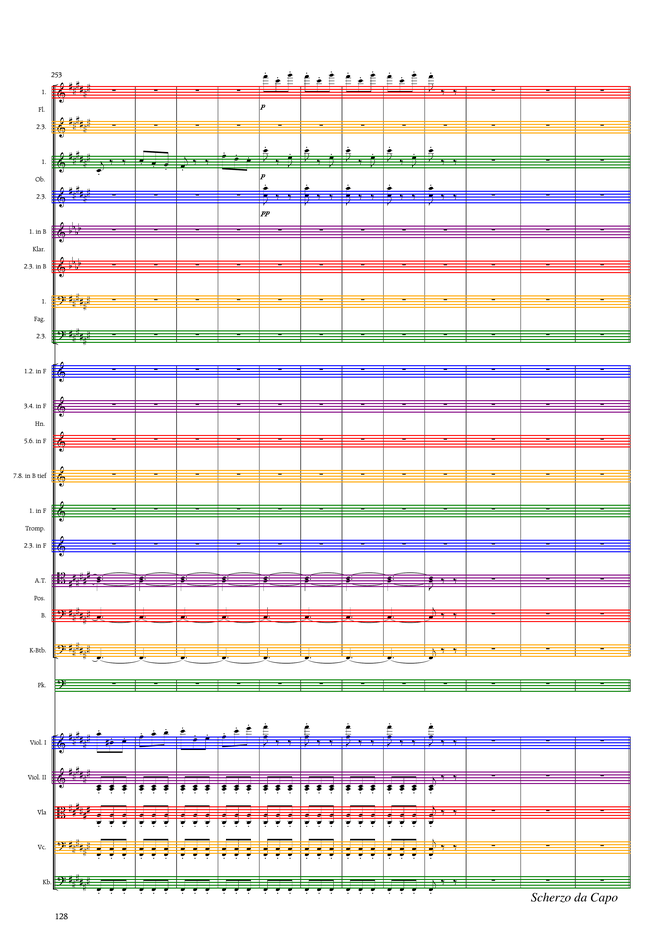 253
1.
Fl.
p
2.3.
1.
Ob.
p
2.3.
pp
1. in B
Klar.
2.3. in B
1.
Fag.
2.3.
1.2. in F
3.4. in F
Hn.
5.6. in F
7.8. in B tief
1. in F
Tromp.
2.3. in F
A.T.
Pos.
B.
K-Btb.
Pk.
Viol. I
Viol. II
Vla
Vc.
Kb.
Scherzo da Capo
128